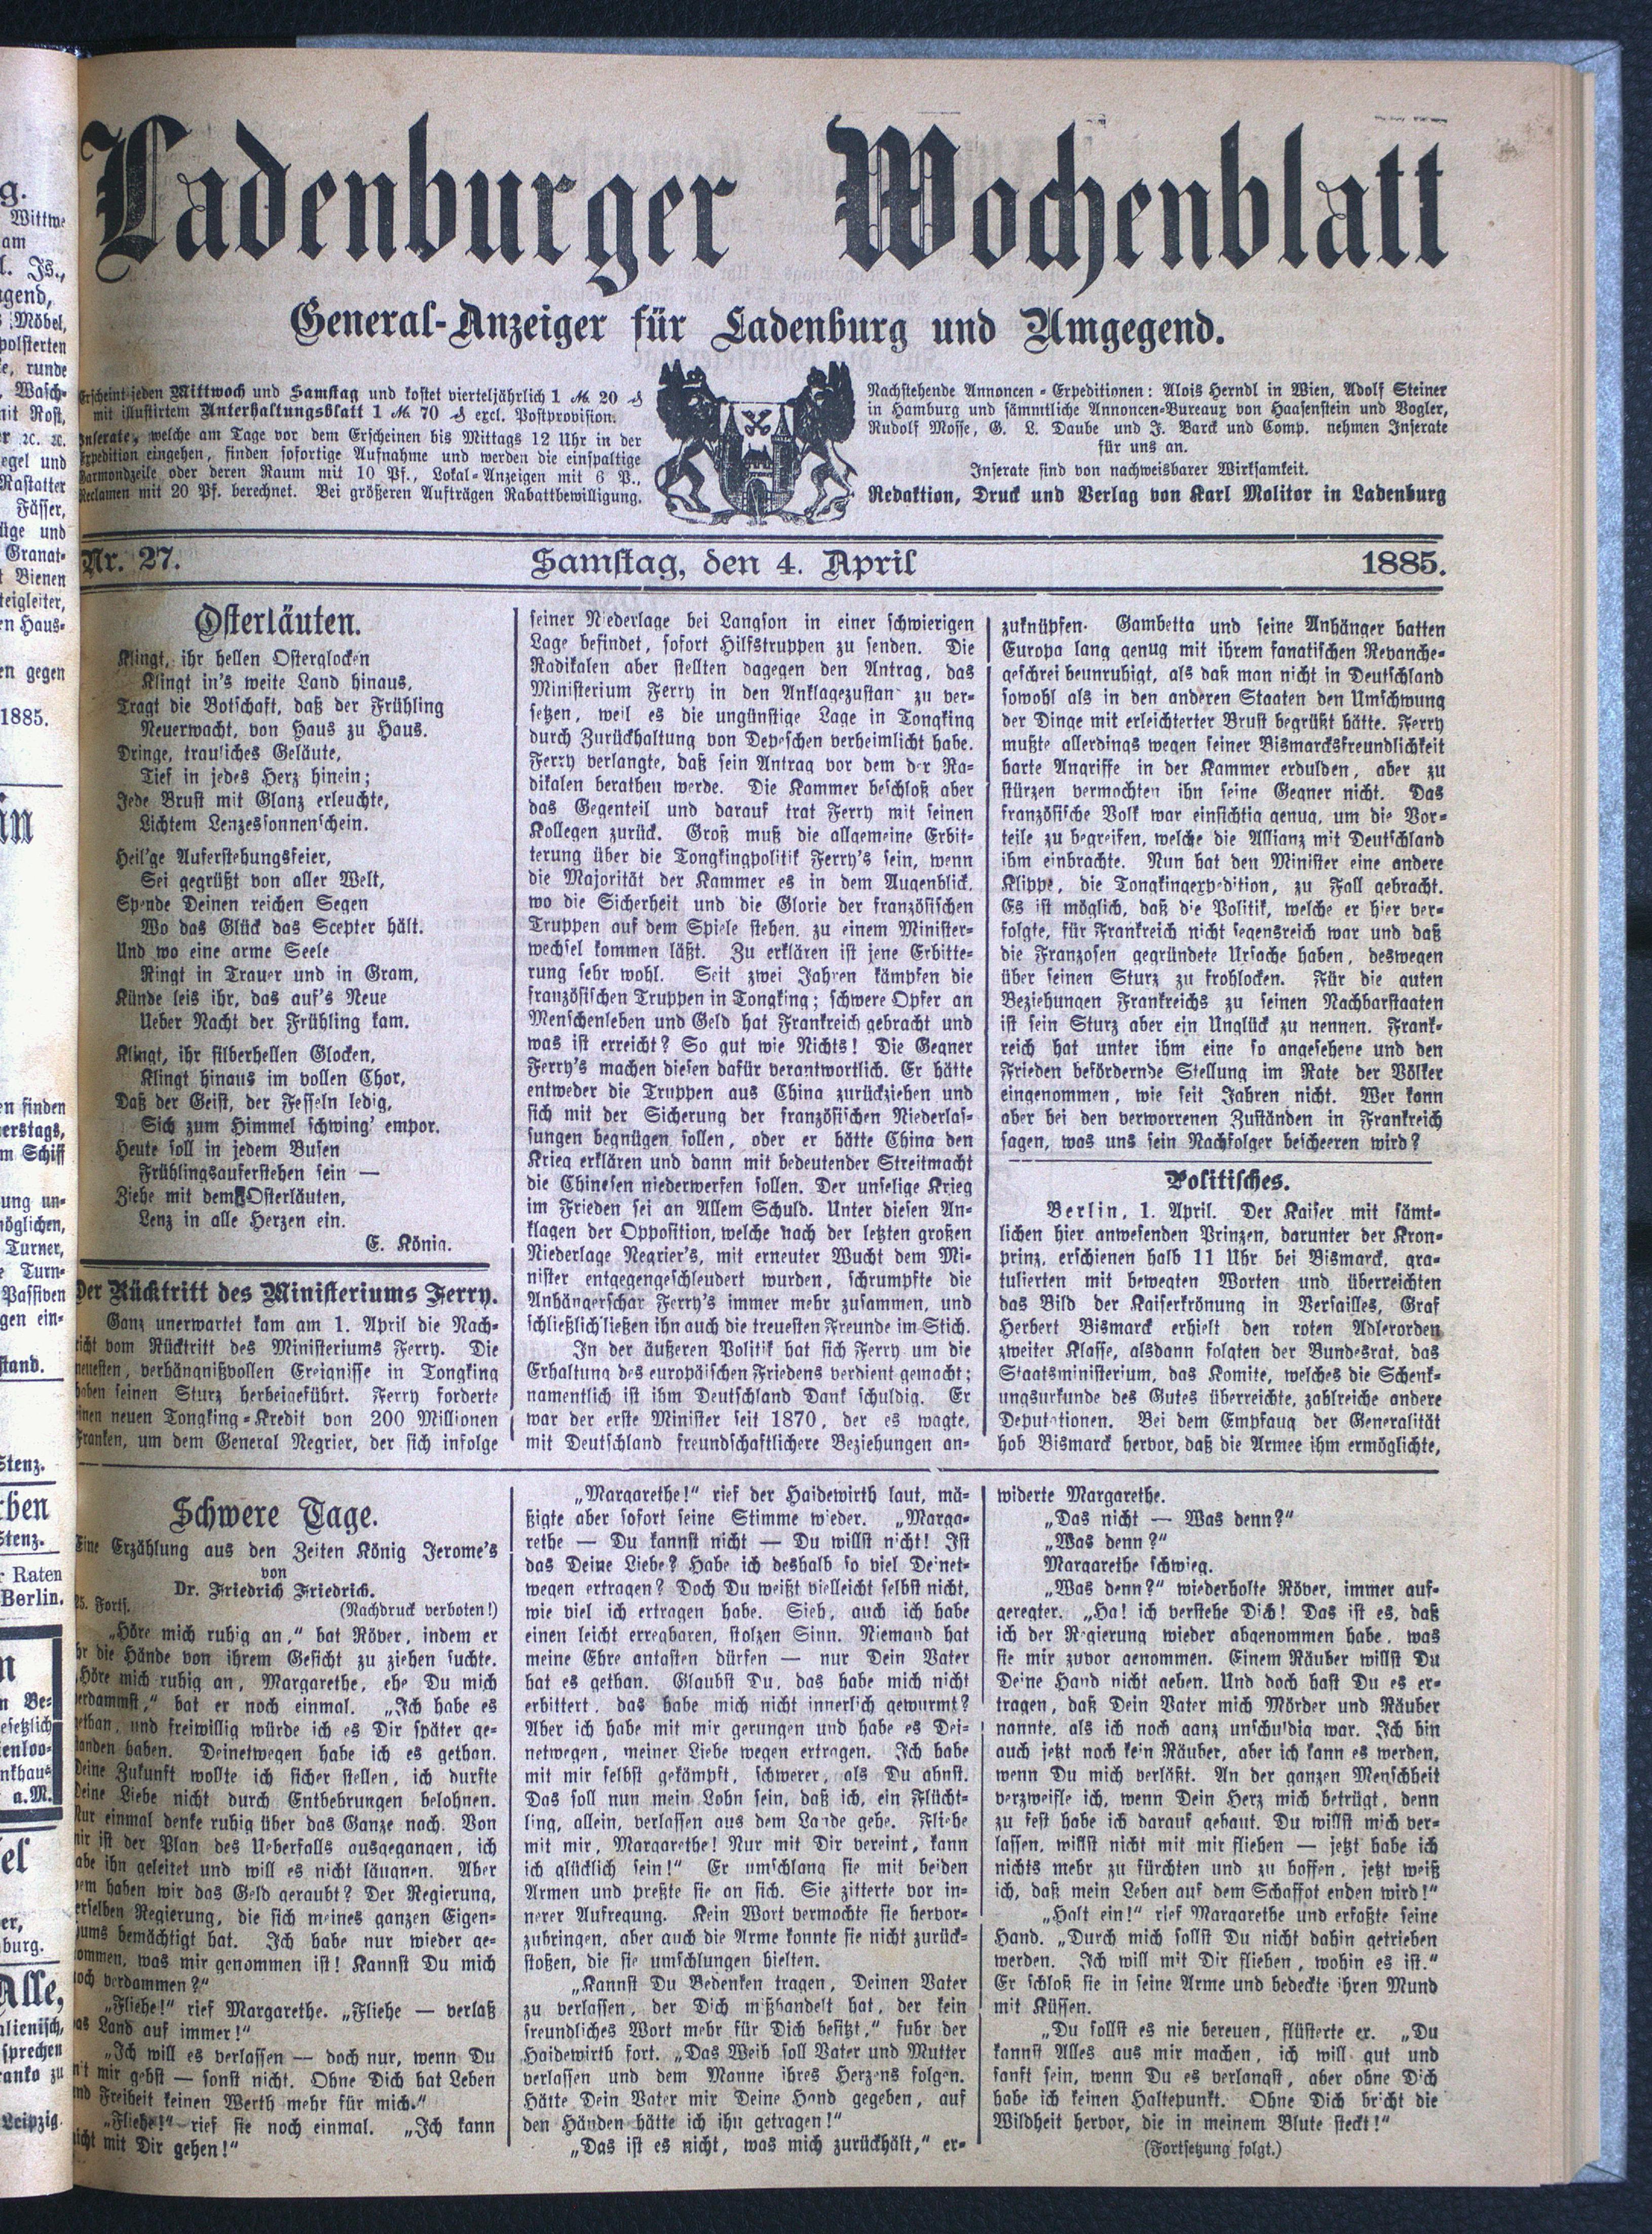 Ladenburger Wochenblatt
General-Anzeiger für Ladenburg und Umgegend.
Erscheint jeden Mittwoch und Samstag und kostet vierteljährlich 1 M. 20 ₰
mit illustirtem Unterhaltungsblatt 1 M. 70 ₰ excl. Postprovision.
Inserate, welche am Tage vor dem Erscheinen bis Mittags 12 Uhr in der
Expedition eingehen, finden sofortige Aufnahme und werden die einspaltige
Garmondzeile oder deren Raum mit 10 Pf., Lokal-Anzeigen mit 6 P.,
Reclamen mit 20 Pf. berechnet. Bei größeren Aufträgen Rabattbewilligung.
Nachstehende Annoncen-Expeditionen: Alois Herndl in Wien, Adolf Steiner
in Hamburg und sämmtliche Annoncen-Bureaux von Haasenstein und Vogler,
Rudolf Mosse, G. L. Daube und J. Barck und Comp. nehmen Inserate
für uns an.
Inserate sind von nachweisbarer Wirksamkeit.
Redaktion, Druck und Verlag von Karl Molitor in Ladenburg
Nr. 27.
Samstag, den 4. April
1885.
Osterläuten.
Klingt, ihr hellen Osterglocken
Klingt in's weite Land hinaus,
Tragt die Botschaft, daß der Frühling
Neuerwacht, von Haus zu Haus.
Dringe, trauliches Geläute,
Tief in jedes Herz hinein;
Jede Brust mit Glanz erleuchte,
Lichtem Lenzessonnenschein.
Heil'ge Auferstehungsfeier,
Sei gegrüßt von aller Welt,
Spende Deinen reichen Segen
Wo das Glück das Scepter hält.
Und wo eine arme Seele
Ringt in Trauer und in Gram,
Künde leis ihr, das auf's Neue
Ueber Nacht der Frühling kam.
Klingt, ihr silberhellen Glocken,
Klingt hinaus im vollen Chor,
Daß der Geist, der Fesseln ledig,
Sich zum Himmel schwing' empor.
Heute soll in jedem Busen
Frühlingsauferstehen sein —
Ziehe mit dem Osterläuten,
Lenz in alle Herzen ein.
E. König.
Der Rücktritt des Ministeriums Ferry.
Ganz unerwartet kam am 1. April die Nach-
richt vom Rücktritt des Ministeriums Ferry. Die
neuesten, verhängnißvollen Ereignisse in Tongking
haben seinen Sturz herbeigeführt. Ferry forderte
einen neuen Tongking-Kredit von 200 Millionen
Franken, um dem General Negrier, der sich infolge
seiner Niederlage bei Langson in einer schwierigen
Lage befindet, sofort Hilfstruppen zu senden. Die
Radikalen aber stellten dagegen den Antrag, das
Ministerium Ferry in den Anklagezustan zu ver-
setzen, weil es die ungünstige Lage in Tongking
durch Zurückhaltung von Depeschen verheimlicht habe.
Ferry verlangte, daß sein Antrag vor dem der Ra-
dikalen berathen werde. Die Kammer beschloß aber
das Gegenteil und darauf trat Ferry mit seinen
Kollegen zurück. Groß muß die allgemeine Erbit-
terung über die Tongkingpolitik Ferry's sein, wenn
die Majorität der Kammer es in dem Augenblick,
wo die Sicherheit und die Glorie der französischen
Truppen auf dem Spiele stehen, zu einem Minister-
wechsel kommen läßt. Zu erklären ist jene Erbitte-
rung sehr wohl. Seit zwei Jahren kämpfen die
französischen Truppen in Tongking; schwere Opfer an
Menschenleben und Geld hat Frankreich gebracht und
was ist erreicht? So gut wie Nichts! Die Gegner
Ferry's machen diesen dafür verantwortlich. Er hätte
entweder die Truppen aus China zurückziehen und
sich mit der Sicherung der französischen Niederlas-
sungen begnügen sollen, oder er hätte China den
Krieg erklären und dann mit bedeutender Streitmacht
die Chinesen niederwerfen sollen. Der unselige Krieg
im Frieden sei an Allem Schuld. Unter diesen An-
klagen der Opposition, welche nach der letzten großen
Niederlage Negrier's, mit erneuter Wucht dem Mi-
nister entgegengeschleudert wurden, schrumpfte die
Anhängerschar Ferry's immer mehr zusammen, und
schließlich ließen ihn auch die treuesten Freunde im Stich.
In der äußeren Politik hat sich Ferry um die
Erhaltung des europäischen Friedens verdient gemacht;
namentlich ist ihm Deutschland Dank schuldig. Er
war der erste Minister seit 1870, der es wagte,
mit Deutschland freundschaftlichere Beziehungen an-
zuknüpfen. Gambetta und seine Anhänger hatten
Europa lang genug mit ihrem fanatischen Revanche-
geschrei beunruhigt, als daß man nicht in Deutschland
sowohl als in den anderen Staaten den Umschwung
der Dinge mit erleichterter Brust begrüßt hätte. Ferry
mußte allerdings wegen seiner Bismarcksfreundlichkeit
harte Angriffe in der Kammer erdulden, aber zu
stürzen vermochten ihn seine Gegner nicht. Das
französische Volk war einsichtig genug, um die Vor-
teile zu begreifen, welche die Allianz mit Deutschland
ihm einbrachte. Nun hat den Minister eine andere
Klippe, die Tongkingexpedition, zu Fall gebracht.
Es ist möglich, daß die Politik, welche er hier ver-
folgte, für Frankreich nicht segensreich war und daß
die Franzosen gegründete Ursache haben, deswegen
über seinen Sturz zu frohlocken. Für die guten
Beziehungen Frankreichs zu seinen Nachbarstaaten
ist sein Sturz aber ein Unglück zu nennen. Frank-
reich hat unter ihm eine so angesehene und den
Frieden befördernde Stellung im Rate der Völker
eingenommen, wie seit Jahren nicht. Wer kann
aber bei den verworrenen Zuständen in Frankreich
sagen, was uns sein Nachfolger bescheeren wird?
Politisches.
Berlin, 1. April. Der Kaiser mit sämt-
lichen hier anwesenden Prinzen, darunter der Kron-
prinz, erschienen halb 11 Uhr bei Bismarck, gra-
tulierten mit bewegten Worten und überreichten
das Bild der Kaiserkrönung in Versailles, Graf
Herbert Bismarck erhielt den roten Adlerorden
zweiter Klasse, alsdann folgten der Bundesrat, das
Staatsministerium, das Komite, welches die Schenk-
ungsurkunde des Gutes überreichte, zahlreiche andere
Deputationen. Bei dem Empfang der Generalität
hob Bismarck hervor, daß die Armee ihm ermöglichte,
Schwere Tage.
Eine Erzählung aus den Zeiten König Jerome's
von
Dr. Friedrich Friedrich.
25. Forts.
(Nachdruck verboten!)
„Höre mich ruhig an,“ bat Röver, indem er
ihr die Hände von ihrem Gesicht zu ziehen suchte.
„Höre mich ruhig an, Margarethe, ehe Du mich
verdammst,“ bat er noch einmal. „Ich habe es
gethan, und freiwillig würde ich es Dir später ge-
standen haben. Deinetwegen habe ich es gethan.
Deine Zukunft wollte ich sicher stellen, ich durfte
Deine Liebe nicht durch Entbehrungen belohnen.
Nur einmal denke ruhig über das Ganze nach. Von
mir ist der Plan des Ueberfalls ausgegangen, ich
habe ihn geleitet und will es nicht läugnen. Aber
wem haben wir das Geld geraubt? Der Regierung,
derselben Regierung, die sich meines ganzen Eigen-
tums bemächtigt hat. Ich habe nur wieder ge-
nommen, was mir genommen ist! Kannst Du mich
noch verdammen?“
„Fliehe!“ rief Margarethe. „Fliehe — verlaß
das Land auf immer!“
„Ich will es verlassen — doch nur, wenn Du
mit mir gehst — sonst nicht. Ohne Dich hat Leben
und Freiheit keinen Werth mehr für mich.“
„Fliehe!“ rief sie noch einmal. „Ich kann
nicht mit Dir gehen!“
„Margarethe!“ rief der Haidewirth laut, mä-
ßigte aber sofort seine Stimme wieder. „Marga-
rethe — Du kannst nicht — Du willst nicht! Ist
das Deine Liebe? Habe ich deshalb so viel Deinet-
wegen ertragen? Doch Du weißt vielleicht selbst nicht,
wie viel ich ertragen habe. Sieh, auch ich habe
einen leicht erregbaren, stolzen Sinn. Niemand hat
meine Ehre antasten dürfen — nur Dein Vater
hat es gethan. Glaubst Du, das habe mich nicht
erbittert, das habe mich nicht innerlich gewurmt?
Aber ich habe mit mir gerungen und habe es Dei-
netwegen, meiner Liebe wegen ertragen. Ich habe
mit mir selbst gekämpft, schwerer, als Du ahnst.
Das soll nun mein Lohn sein, daß ich, ein Flücht-
ling, allein, verlassen aus dem Lande gehe. Fliehe
mit mir, Margarethe! Nur mit Dir vereint, kann
ich glücklich sein!“ Er umschlang sie mit beiden
Armen und preßte sie an sich. Sie zitterte vor in-
nerer Aufregung. Kein Wort vermochte sie hervor-
zubringen, aber auch die Arme konnte sie nicht zurück-
stoßen, die sie umschlungen hielten.
„Kannst Du Bedenken tragen, Deinen Vater
zu verlassen, der Dich mißhandelt hat, der kein
freundliches Wort mehr für Dich besitzt,“ fuhr der
Haidewirth fort. „Das Weib soll Vater und Mutter
verlassen und dem Manne ihres Herzens folgen.
Hätte Dein Vater mir Deine Hand gegeben, auf
den Händen hätte ich ihn getragen!“
„Das ist es nicht, was mich zurückhält,“ er-
widerte Margarethe.
„Das nicht — Was denn?“
„Was denn?“
Margarethe schwieg.
„Was denn?“ wiederholte Röver, immer auf-
geregter. „Ha! ich verstehe Dich! Das ist es, daß
ich der Regierung wieder abgenommen habe, was
sie mir zuvor genommen. Einem Räuber willst Du
Deine Hand nicht geben. Und doch hast Du es er-
tragen, daß Dein Vater mich Mörder und Räuber
nannte, als ich noch ganz unschuldig war. Ich bin
auch jetzt noch kein Räuber, aber ich kann es werden,
wenn Du mich verläßt. An der ganzen Menschheit
verzweifle ich, wenn Dein Herz mich betrügt, denn
zu fest habe ich darauf gebaut. Du willst mich ver-
lassen, willst nicht mit mir fliehen — jetzt habe ich
nichts mehr zu fürchten und zu hoffen, jetzt weiß
ich, daß mein Leben auf dem Schaffot enden wird!“
„Halt ein!“ rief Margarethe und erfaßte seine
Hand. „Durch mich sollst Du nicht dahin getrieben
werden. Ich will mit Dir fliehen, wohin es ist.“
Er schloß sie in seine Arme und bedeckte ihren Mund
mit Küssen.
„Du sollst es nie bereuen, flüsterte er. „Du
kannst Alles aus mir machen, ich will gut und
sanft sein, wenn Du es verlangst, aber ohne Dich
habe ich keinen Haltepunkt. Ohne Dich bricht die
Wildheit hervor, die in meinem Blute steckt!“
(Fortsetzung folgt.)